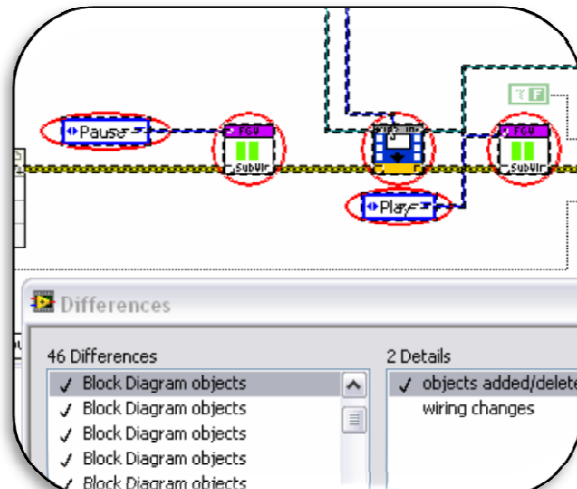 Pause
FGV
SubVI
F
FGV
SubVI
Play
Differences
46 Differences
2 Details
Block Diagram objects
objects added/delete
Block Diagram objects
wiring changes
Block Diagram objects
Block Diagram objects
Block Diagram objects